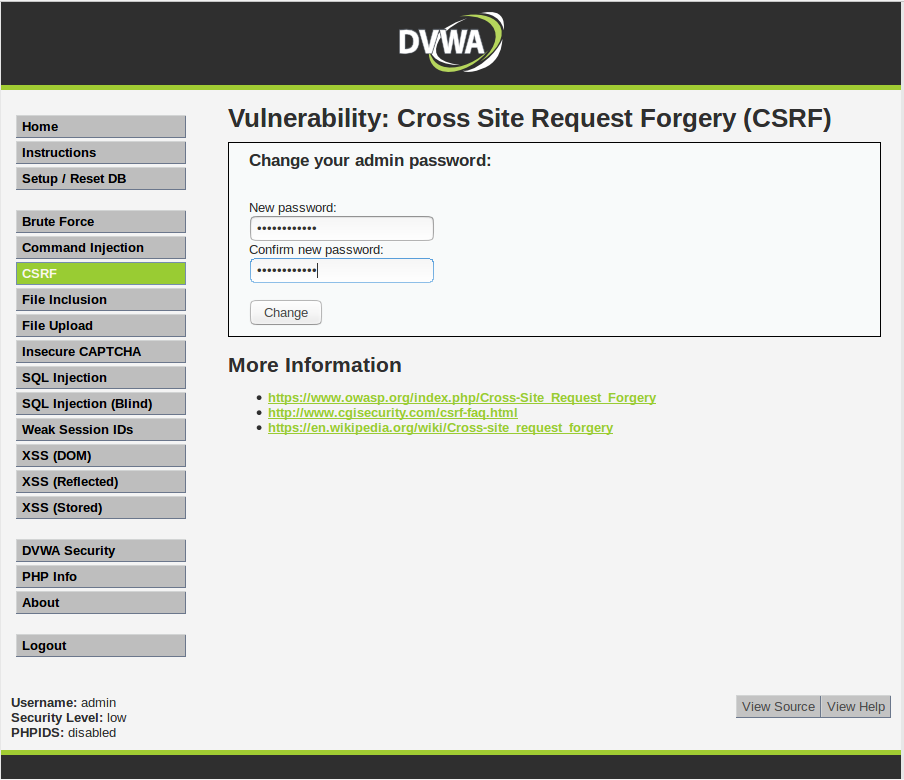 DVWA
Home
Instructions
Setup / Reset DB
Brute Force
Command Injection
CSRF
File Inclusion
File Upload
Insecure CAPTCHA
SQL Injection
SQL Injection (Blind)
Weak Session IDs
XSS (DOM)
XSS (Reflected)
XSS (Stored)
DVWA Security
PHP Info
About
Logout
Vulnerability: Cross Site Request Forgery (CSRF)
Change your admin password:
New password:
••••••••••••
Confirm new password:
••••••••••••
Change
More Information
• https://www.owasp.org/index.php/Cross-Site_Request_Forgery
• http://www.cgisecurity.com/csrf-faq.html
• https://en.wikipedia.org/wiki/Cross-site_request_forgery
Username: admin
Security Level: low
PHPIDS: disabled
View Source View Help